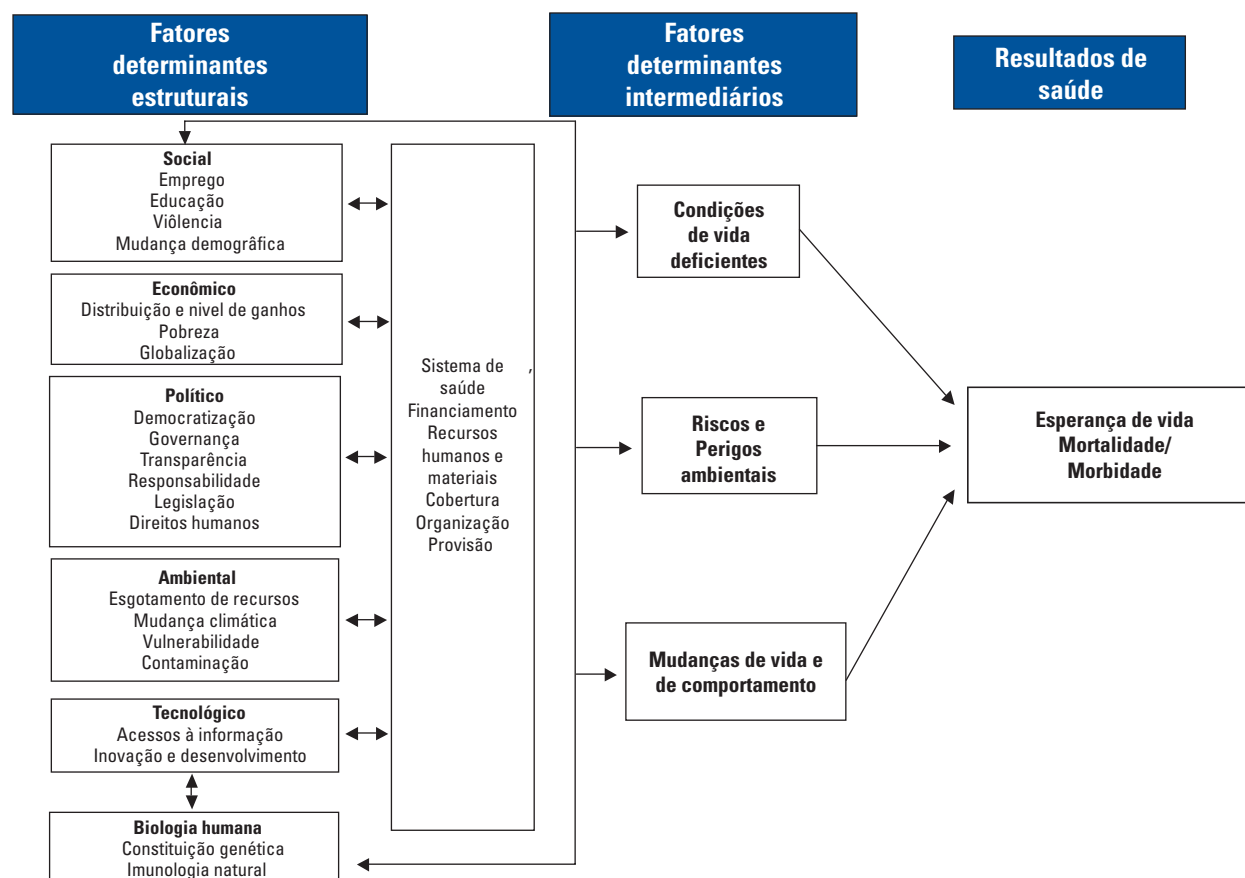 Fatores
determinantes
estruturais
Fatores
determinantes
intermediários
Resultados de
saúde
Social
Emprego
Educação
Viôlencia
Mudança demogrâfica
Econômico
Distribuição e nivel de ganhos
Pobreza
Globalização
Político
Democratização
Governança
Transparência
Responsabilidade
Legislação
Direitos humanos
Ambiental
Esgotamento de recursos
Mudança climática
Vulnerabilidade
Contaminação
Tecnológico
Acessos à informação
Inovação e desenvolvimento
Biologia humana
Constituição genética
Imunologia natural
Sistema de ,
saúde
Financiamento
Recursos
humanos e
materiais
Cobertura
Organização
Provisão
Condições
de vida
deficientes
Riscos e
Perigos
ambientais
Mudanças de vida e
de comportamento
Esperança de vida
Mortalidade/
Morbidade